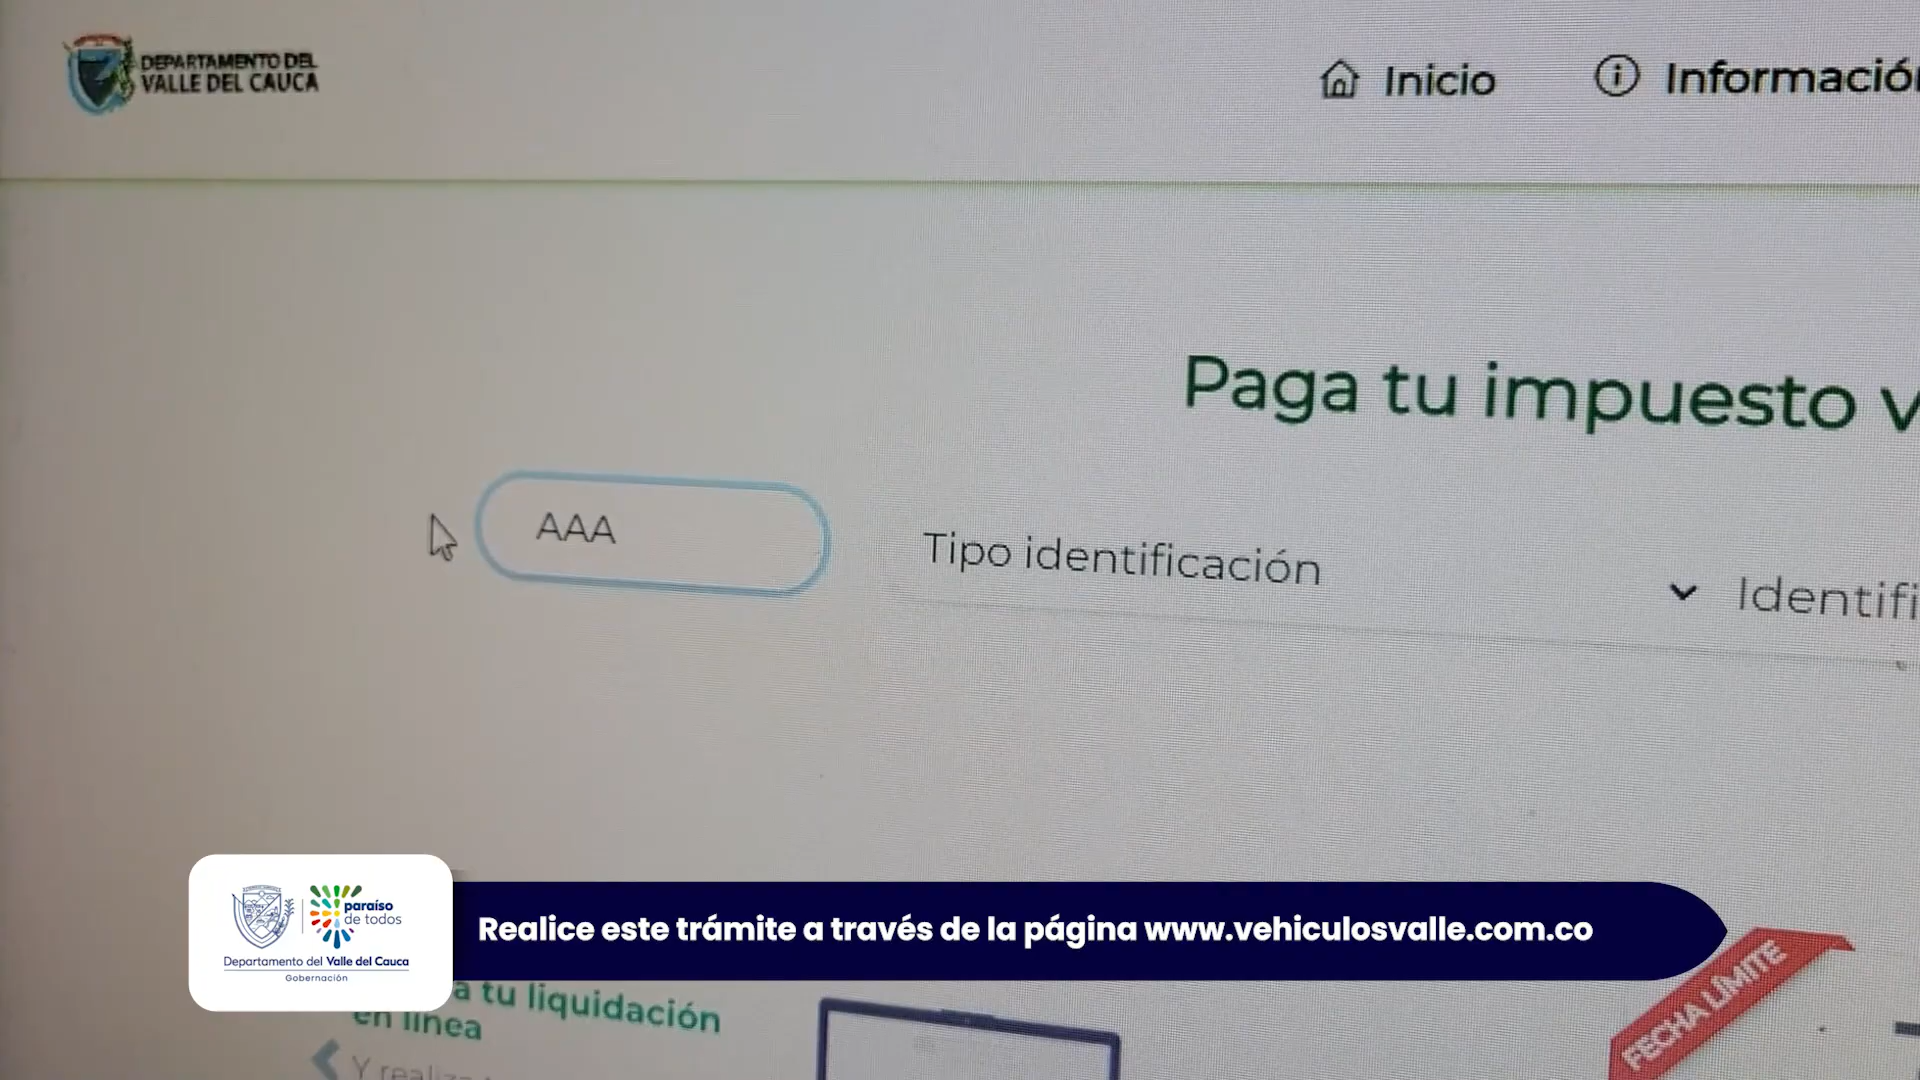 DEPARTAMENTO DEL
VALLE DEL CAUCA
Inicio
Información
Paga tu impuesto
AAA
Tipo identificación
Identifi
paraíso
de todos
Departamento del Valle del Cauca
Gobernación
Realice este trámite a través de la página www.vehiculosvalle.com.co
a tu liquidación
en línea
Y realiz
FECHA LÍMITE